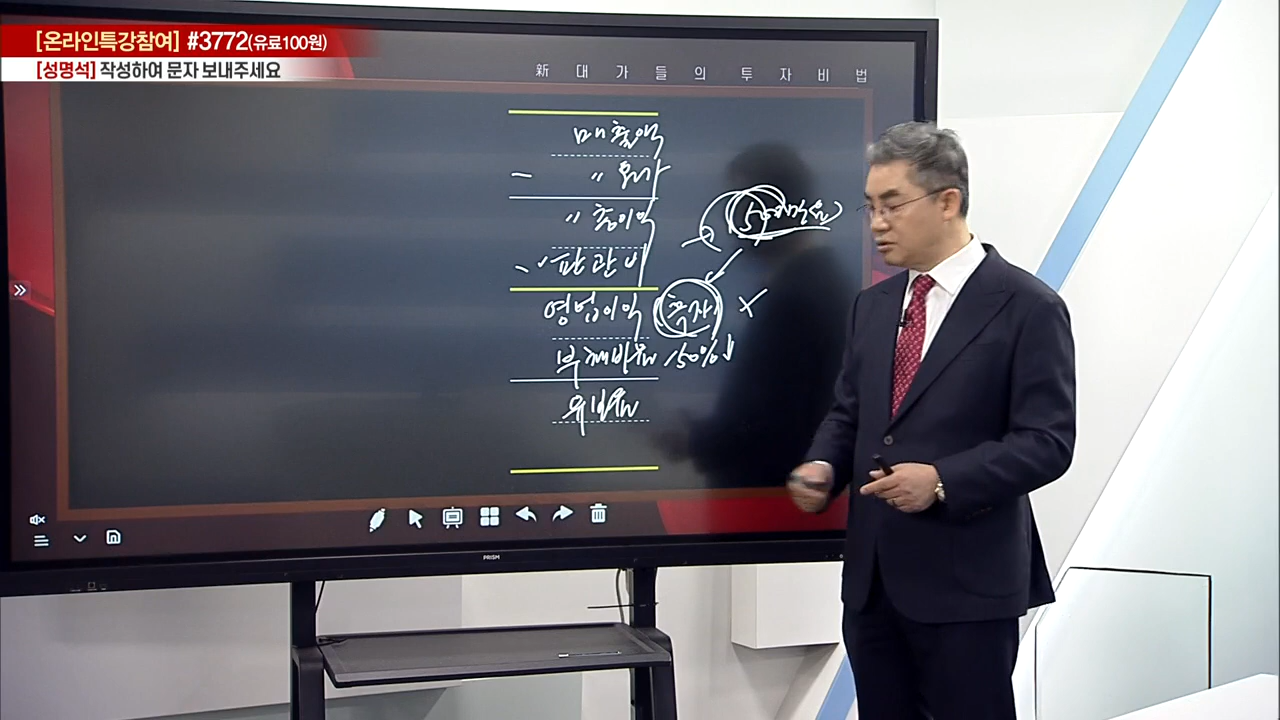 [온라인특강참여] #3772(유료100원)
[성명석] 작성하여 문자 보내주세요
新 대 가 들 의 투 자 비 법
매출액
— 〃 원가
〃 총이익
판관비
영업이익 흑자 X
부채비율 150%↓
유보율
PRISM